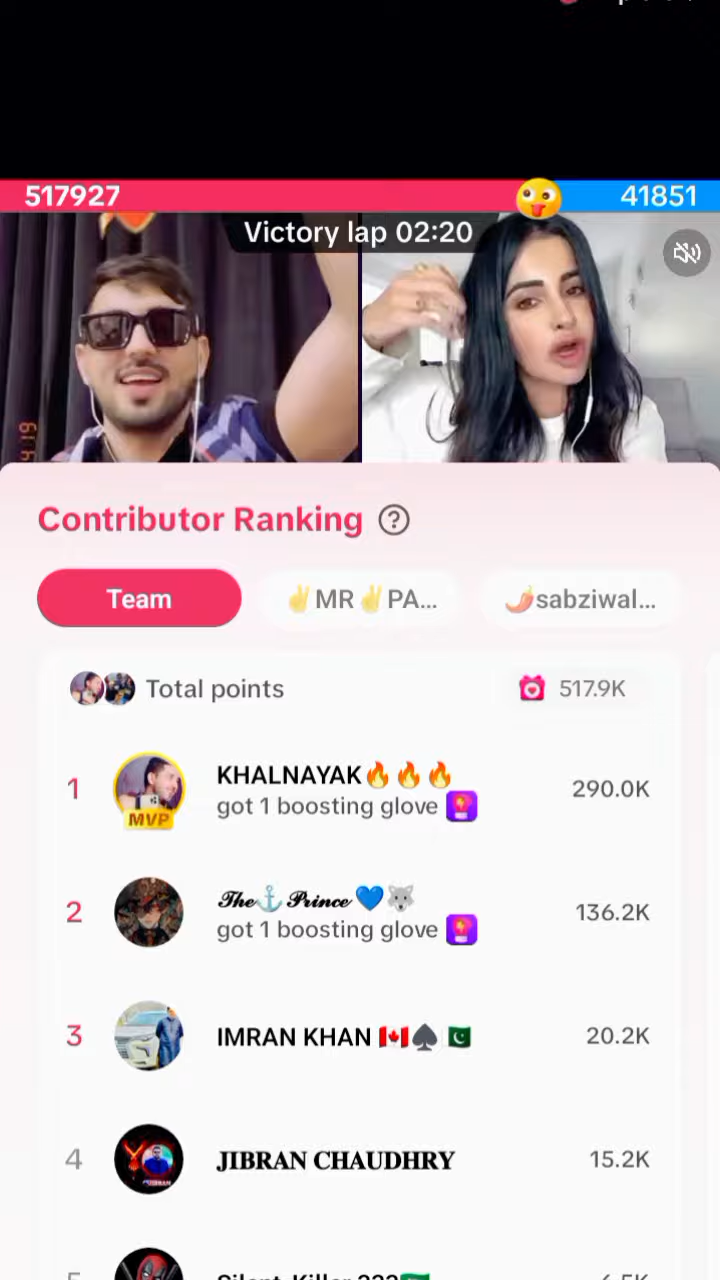 517927
41851
Victory lap 02:20
Contributor Ranking ?
Team
✌MR✌PA...
🌶sabziwal...
Total points
517.9K
1
KHALNAYAK🔥🔥🔥
290.0K
got 1 boosting glove
MVP
2
𝓣𝓱𝓮⚓𝓟𝓻𝓲𝓷𝓬𝓮💙🐺
136.2K
got 1 boosting glove
3
IMRAN KHAN 🇨🇦♠️🇵🇰
20.2K
4
𝐉𝐈𝐁𝐑𝐀𝐍 𝐂𝐇𝐀𝐔𝐃𝐇𝐑𝐘
15.2K